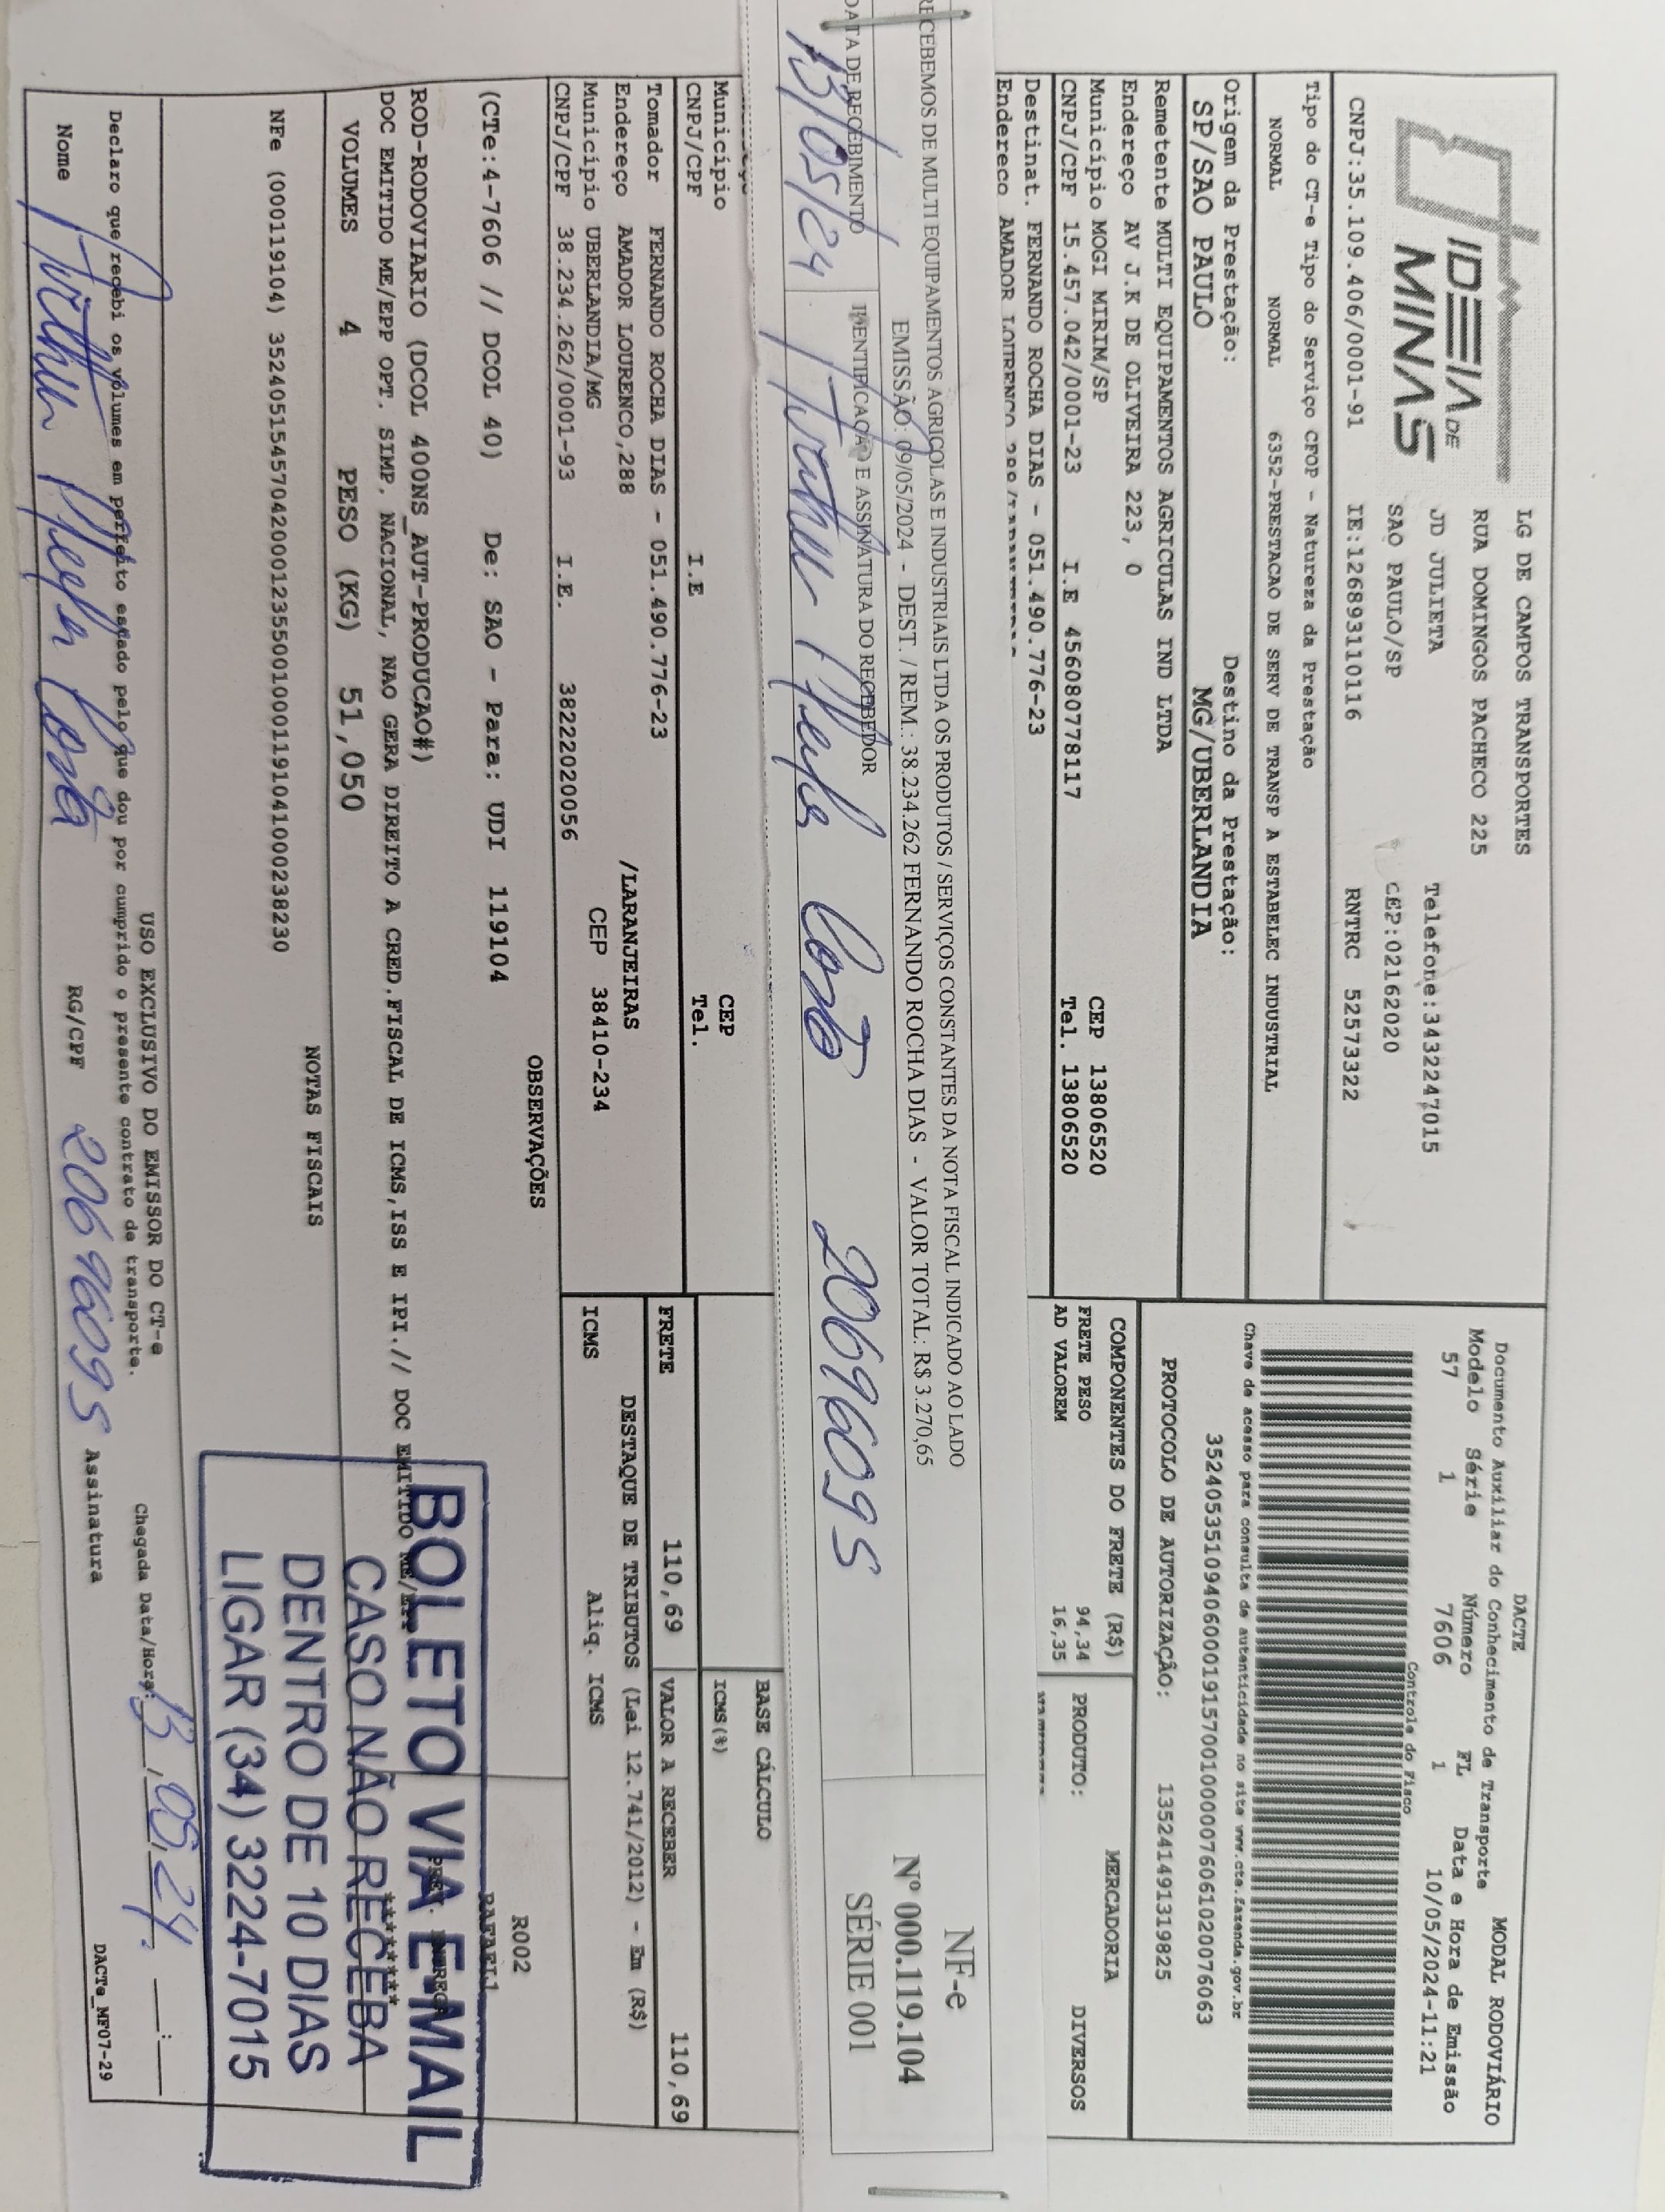 IDEIA DE
MINAS
LG DE CAMPOS TRANSPORTES
RUA DOMINGOS PACHECO 225
JD JULIETA Telefone:3432247015
SAO PAULO/SP CEP:02162020
CNPJ:35.109.406/0001-91 IE:126893110116 RNTRC 52573322
DACTE MODAL RODOVIÁRIO
Documento Auxiliar do Conhecimento de Transporte
Modelo Série Número FL Data e Hora de Emissão
57 1 7606 1 10/05/2024-11:21
Controle do Fisco
Tipo do CT-e Tipo do Serviço CFOP - Natureza da Prestação
NORMAL NORMAL 6352-PRESTACAO DE SERV DE TRANSP A ESTABELEC INDUSTRIAL
Chave de acesso para consulta de autenticidade no site www.cte.fazenda.gov.br
35240535109406000191570010000076061020076063
Origem da Prestação: Destino da Prestação:
SP/SAO PAULO MG/UBERLANDIA
PROTOCOLO DE AUTORIZAÇÃO: 135241491319825
Remetente MULTI EQUIPAMENTOS AGRICULAS IND LTDA
Endereço AV J.K DE OLIVEIRA 223, 0
Município MOGI MIRIM/SP CEP 13806520
CNPJ/CPF 15.457.042/0001-23 I.E 456080778117 Tel. 13806520
COMPONENTES DO FRETE (R$) MERCADORIA
FRETE PESO 94,34 PRODUTO: DIVERSOS
AD VALOREM 16,35
Destinat. FERNANDO ROCHA DIAS - 051.490.776-23
Endereço AMADOR LOURENCO
RECEBEMOS DE MULTI EQUIPAMENTOS AGRICOLAS E INDUSTRIAIS LTDA OS PRODUTOS / SERVIÇOS CONSTANTES DA NOTA FISCAL INDICADO AO LADO
EMISSÃO: 09/05/2024 - DEST. / REM.: 38.234.262 FERNANDO ROCHA DIAS - VALOR TOTAL: R$ 3.270,65
DATA DE RECEBIMENTO IDENTIFICAÇÃO E ASSINATURA DO RECEBEDOR
13/05/24 Costa 20696095
NF-e
Nº 000.119.104
SÉRIE 001
Município CEP
CNPJ/CPF I.E Tel.
BASE CÁLCULO
ICMS(%)
Tomador FERNANDO ROCHA DIAS - 051.490.776-23
Endereço AMADOR LOURENCO,288 /LARANJEIRAS
Município UBERLANDIA/MG CEP 38410-234
CNPJ/CPF 38.234.262/0001-93 I.E. 38222020056
FRETE 110,69 VALOR A RECEBER 110,69
DESTAQUE DE TRIBUTOS (Lei 12.741/2012) - Em (R$)
ICMS Aliq. ICMS
OBSERVAÇÕES
R002
RAFAEL1
(CTe:4-7606 // DCOL 40) De: SAO - Para: UDI 119104
ROD-RODOVIARIO (DCOL 400NS_AUT-PRODUCAO#)
DOC EMITIDO ME/EPP OPT. SIMP. NACIONAL, NAO GERA DIREITO A CRED.FISCAL DE ICMS,ISS E IPI.// DOC EMITIDO ME/EPP
*******
VOLUMES 4 PESO (KG) 51,050
NOTAS FISCAIS
NFe (000119104) 35240515457042000123550010001191041000238230
BOLETO VIA E-MAIL
CASO NÃO RECEBA
DENTRO DE 10 DIAS
LIGAR (34) 3224-7015
USO EXCLUSIVO DO EMISSOR DO CT-e
Declaro que recebi os volumes em perfeito estado pelo que dou por cumprido o presente contrato de transporte.
Chegada Data/Hora: 13,05,24. __:__
Nome Costa RG/CPF 20696095 Assinatura
DACTe_MF07-29